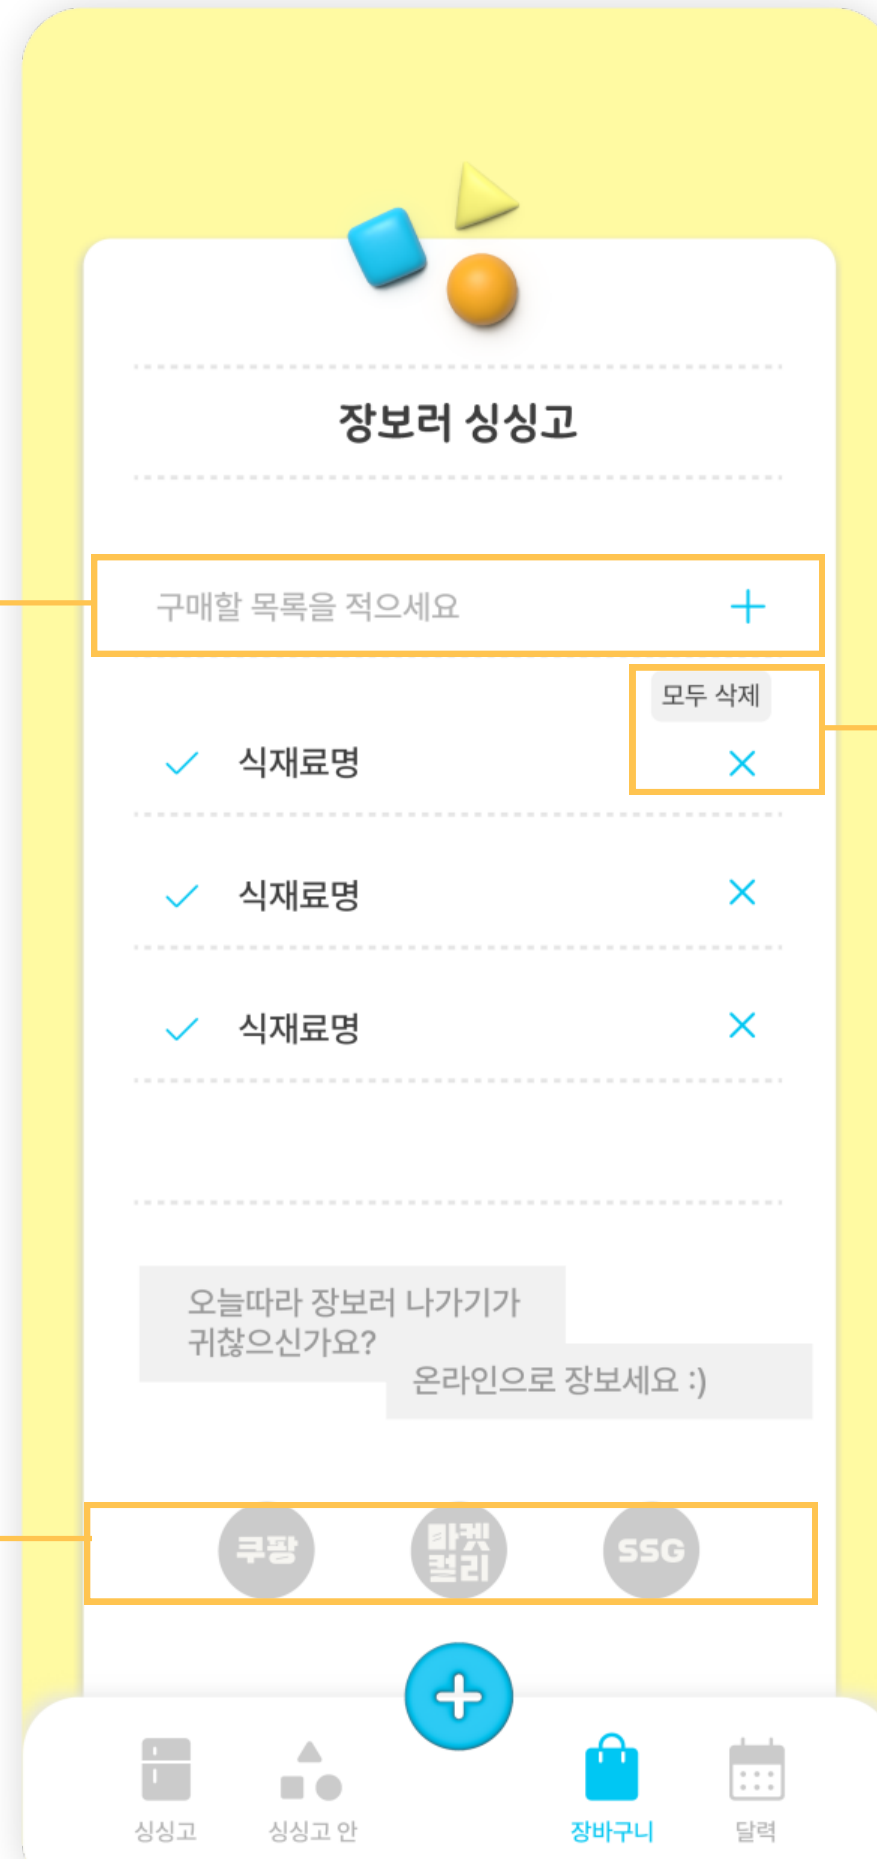 장보러 싱싱고
구매할 목록을 적으세요
모두 삭제
식재료명
식재료명
식재료명
오늘따라 장보러 나가기가
귀찮으신가요?
온라인으로 장보세요 :)
쿠팡
마켓
컬리
SSG
싱싱고
싱싱고 안
장바구니
달력